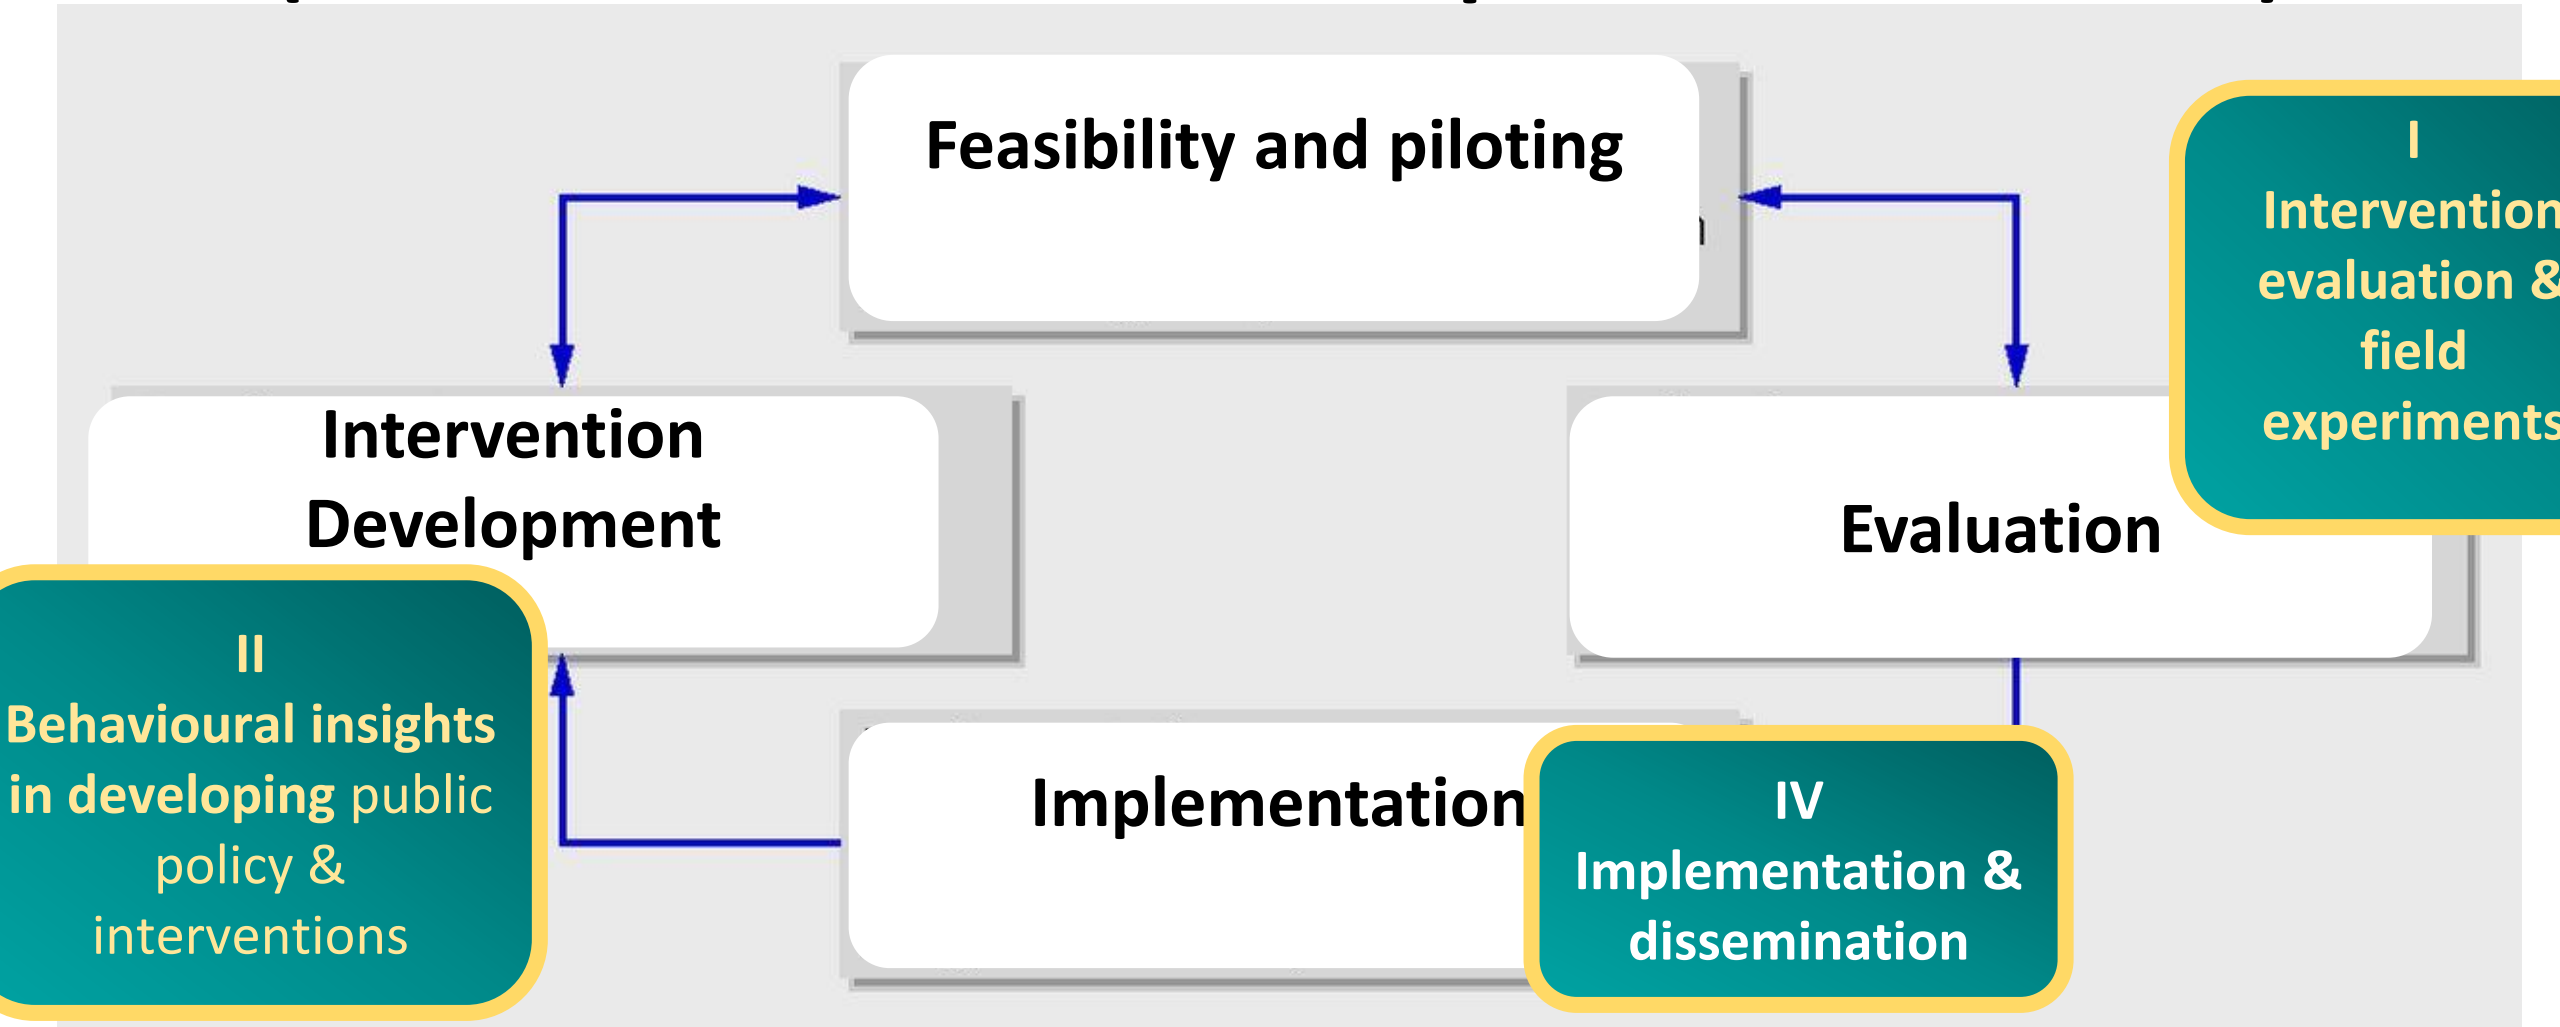 Feasibility and piloting
I
Intervention
evaluation &
field
experiments
Intervention
Development
Evaluation
II
Behavioural insights
in developing public
policy &
interventions
Implementation
IV
Implementation &
dissemination